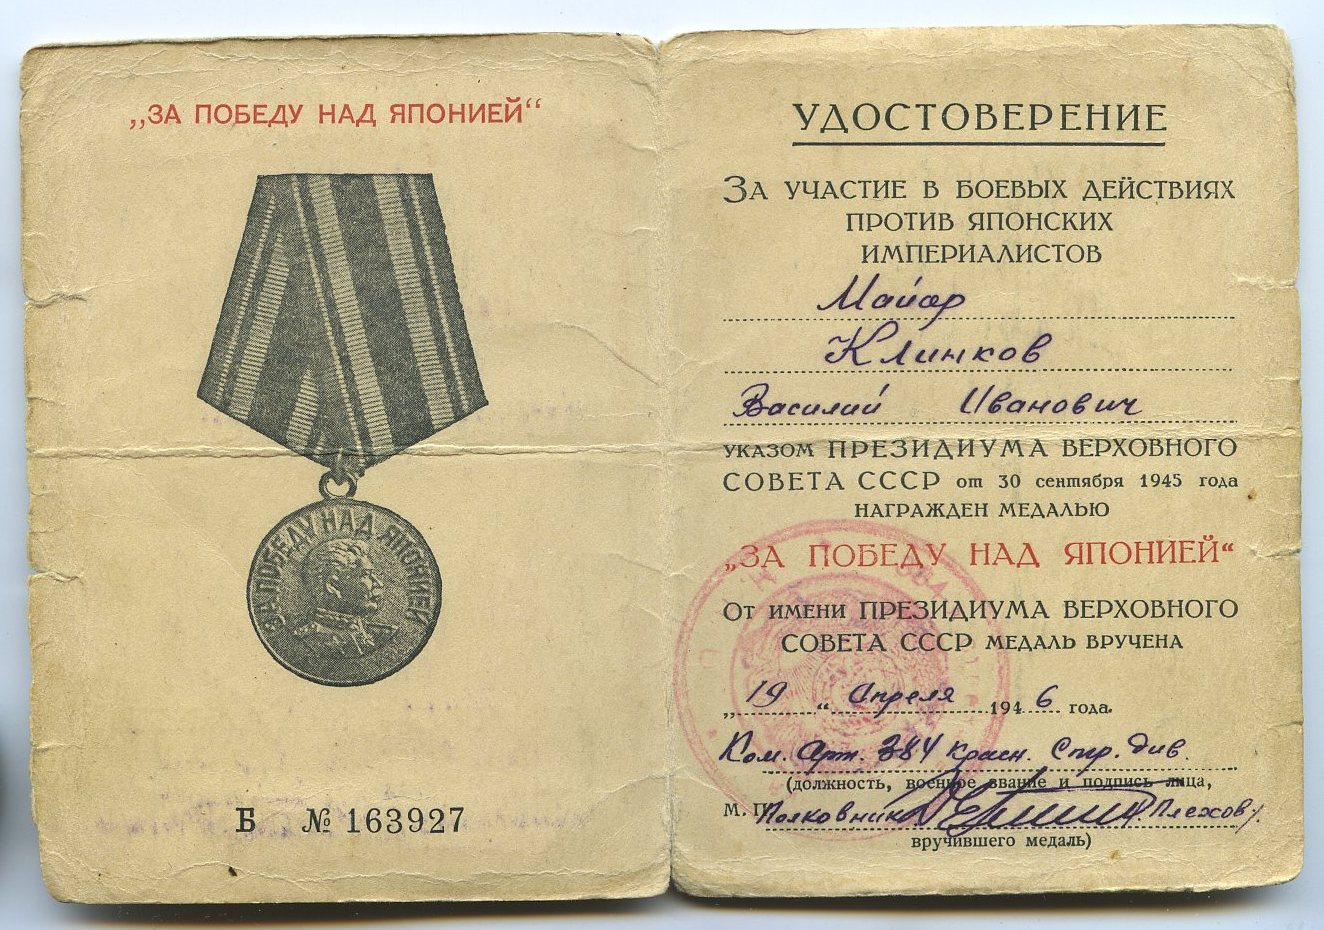 „ЗА ПОБЕДУ НАД ЯПОНИЕЙ“
ЗА ПОБЕДУ НАД ЯПОНИЕЙ
Б № 163927
УДОСТОВЕРЕНИЕ
ЗА УЧАСТИЕ В БОЕВЫХ ДЕЙСТВИЯХ
ПРОТИВ ЯПОНСКИХ
ИМПЕРИАЛИСТОВ
Майор
Клинков
Василий Иванович
УКАЗОМ ПРЕЗИДИУМА ВЕРХОВНОГО
СОВЕТА СССР от 30 сентября 1945 года
НАГРАЖДЕН МЕДАЛЬЮ
„ЗА ПОБЕДУ НАД ЯПОНИЕЙ“
ОТ ИМЕНИ ПРЕЗИДИУМА ВЕРХОВНОГО
СОВЕТА СССР МЕДАЛЬ ВРУЧЕНА
„19“ Апреля 1946 года.
Ком. Арт. 384 красн. Стр. Див.
(должность, военное звание и подпись лица,
М. П. Полковник /Плехов/
вручившего медаль)